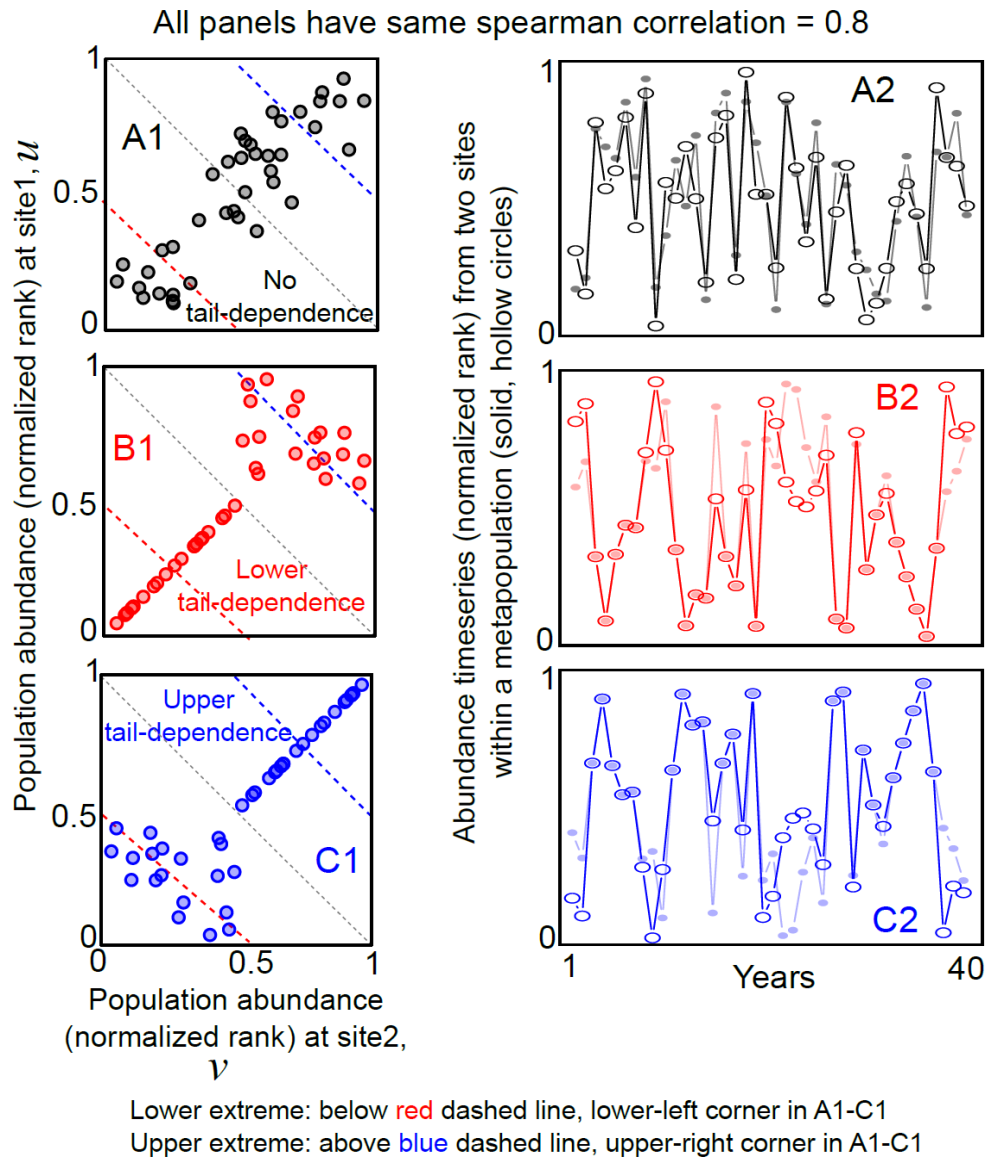 All panels have same spearman correlation = 0.8
Population abundance (normalized rank) at site1, u
1
0.5
0
A1
No
tail-dependence
1
0.5
0
B1
Lower
tail-dependence
1
0.5
0
Upper
tail-dependence
C1
0
0.5
1
Population abundance
(normalized rank) at site2,
v
Abundance timeseries (normalized rank) from two sites
within a metapopulation (solid, hollow circles)
1
0
A2
1
0
B2
1
0
C2
1
Years
40
Lower extreme: below red dashed line, lower-left corner in A1-C1
Upper extreme: above blue dashed line, upper-right corner in A1-C1